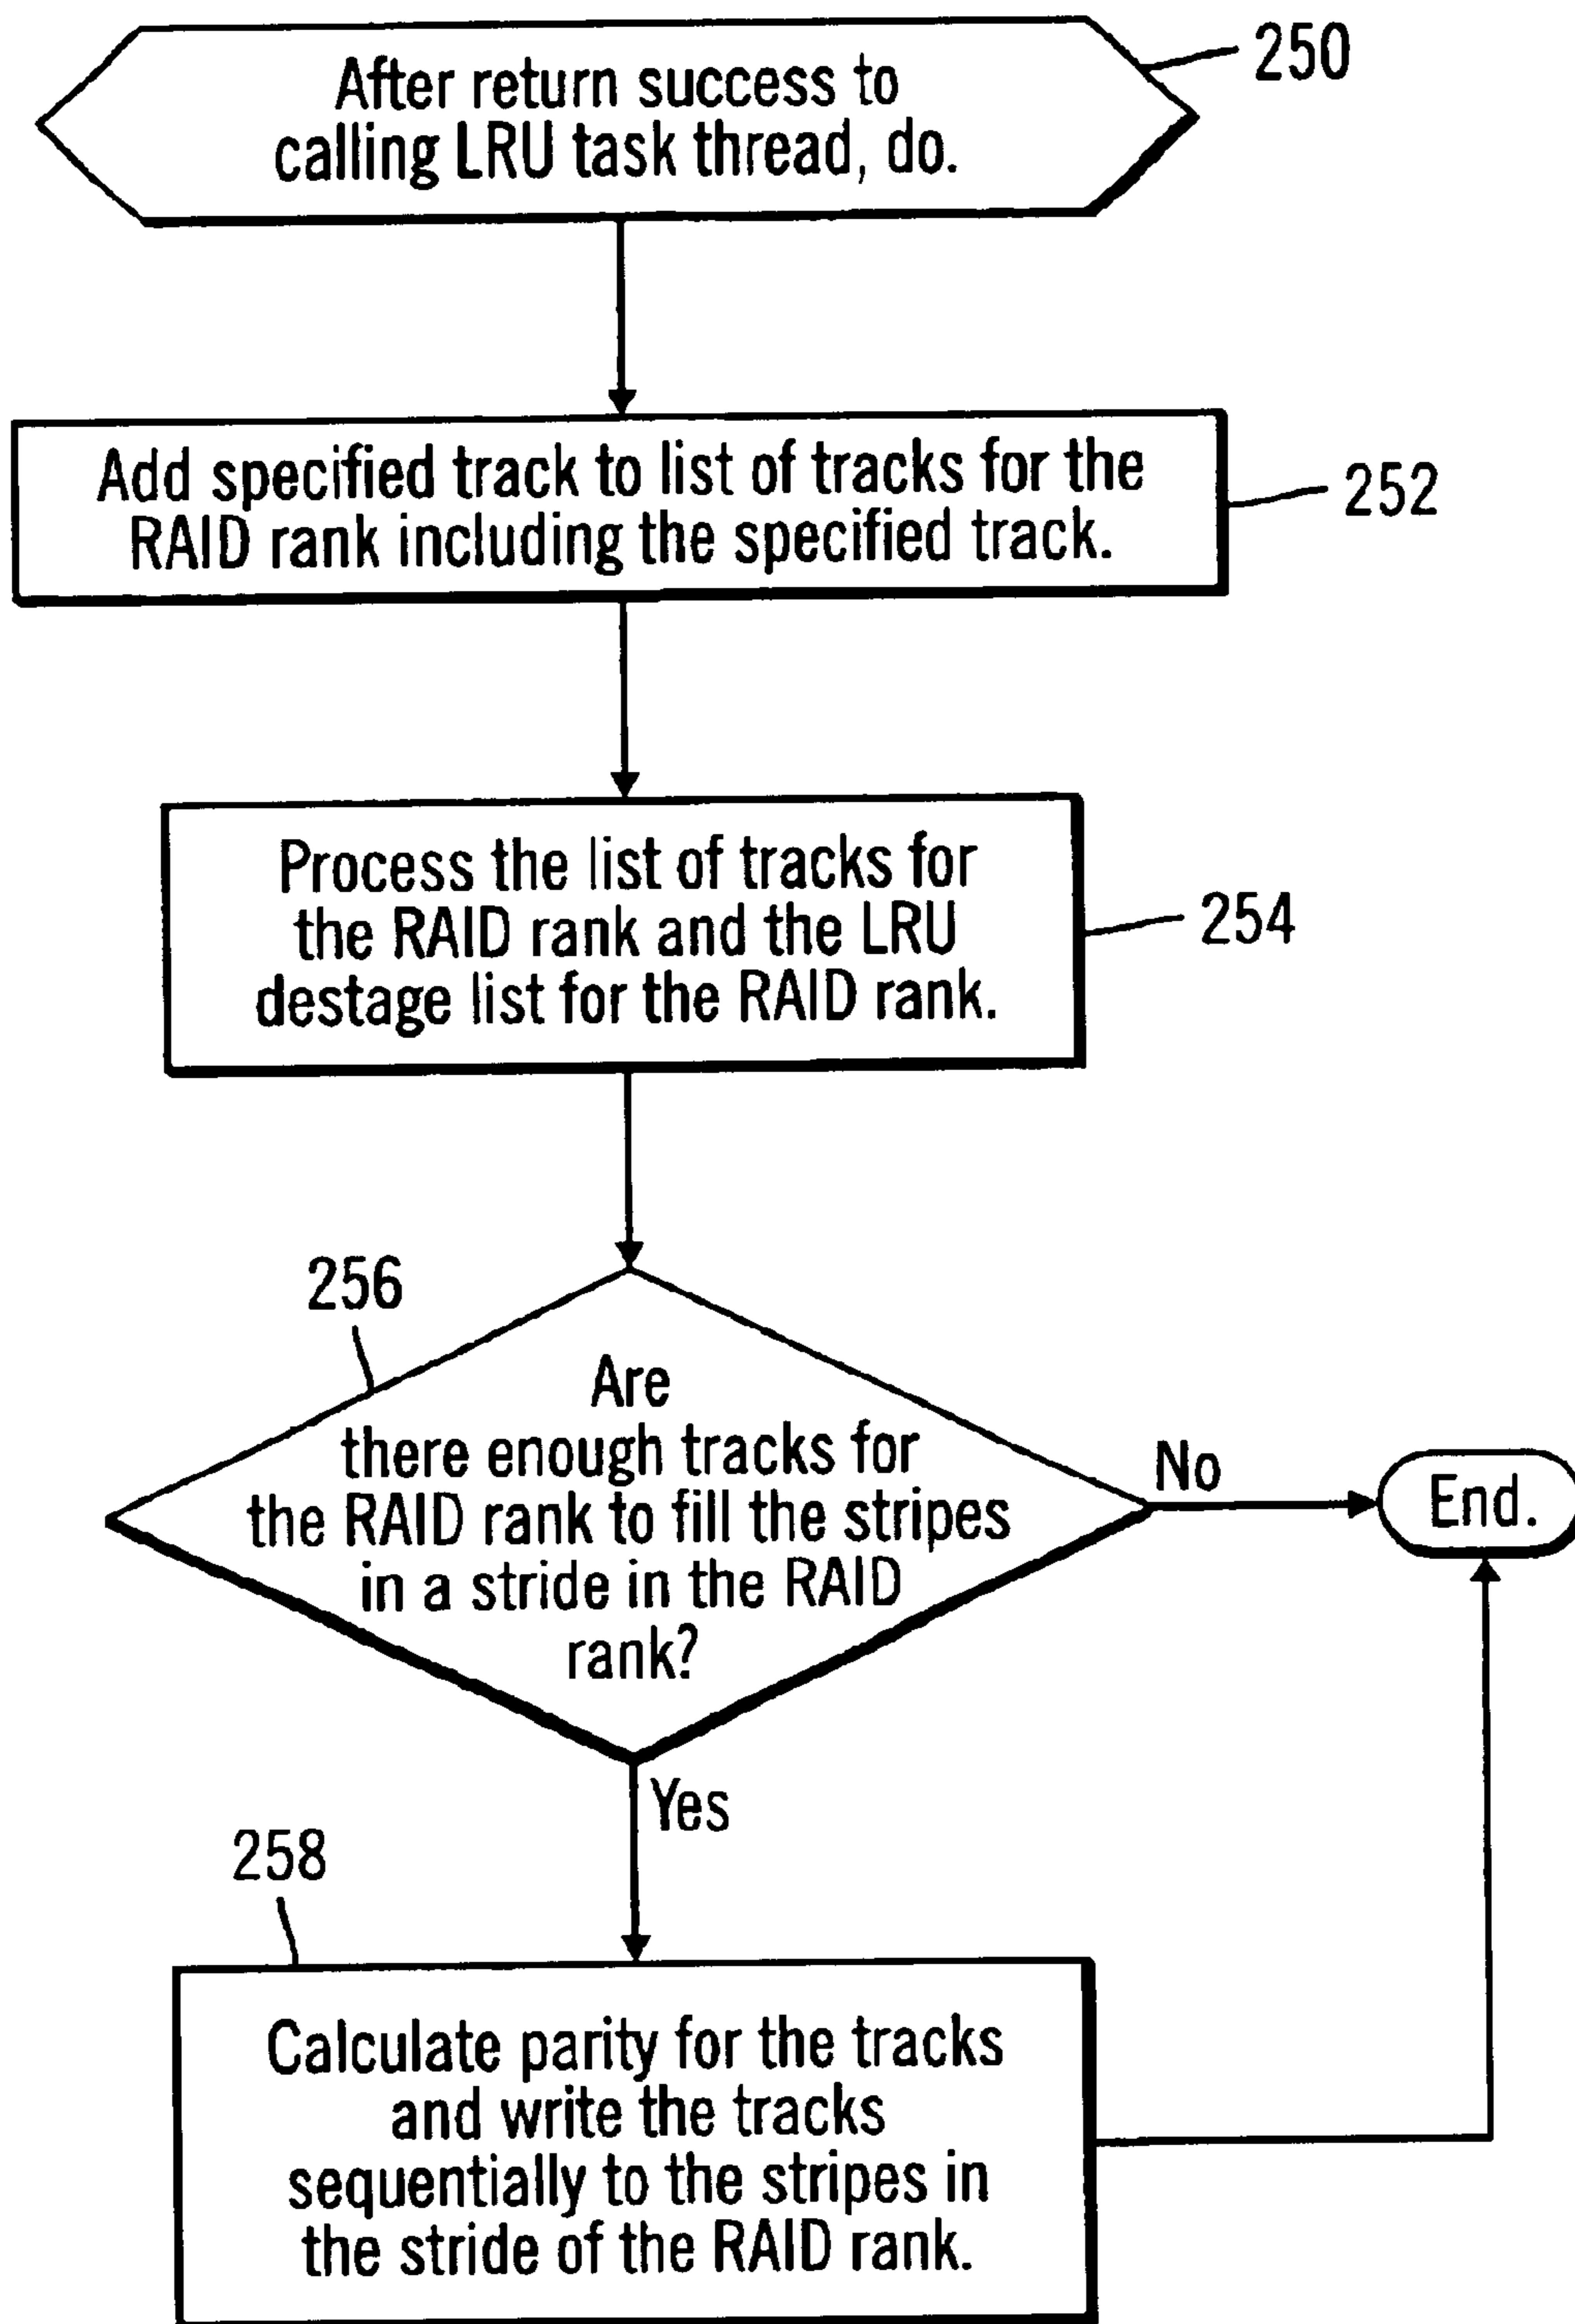 After return success to
calling LRU task thread, do.
250
Add specified track to list of tracks for the
RAID rank including the specified track.
252
Process the list of tracks for
the RAID rank and the LRU
destage list for the RAID rank.
254
256
Are
there enough tracks for
the RAID rank to fill the stripes
in a stride in the RAID
rank?
No
End.
Yes
258
Calculate parity for the tracks
and write the tracks
sequentially to the stripes in
the stride of the RAID rank.